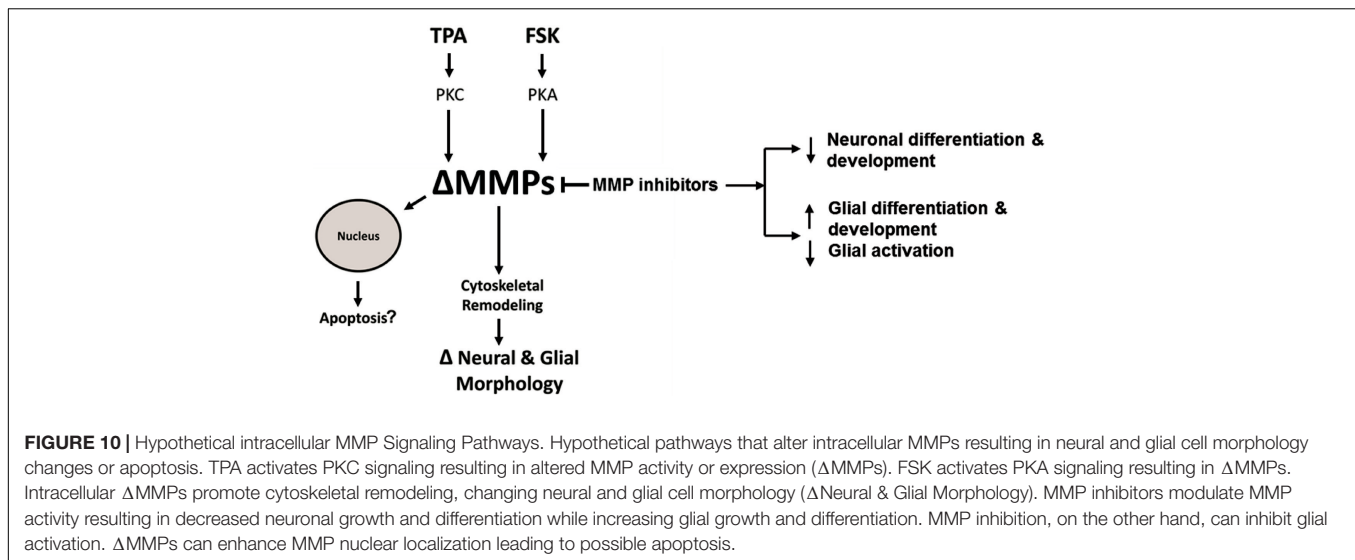 TPA
FSK
PKC
PKA
ΔMMPs
MMP inhibitors
Neuronal differentiation &
development
Glial differentiation &
development
Glial activation
Nucleus
Apoptosis?
Cytoskeletal
Remodeling
Δ Neural & Glial
Morphology
FIGURE 10 | Hypothetical intracellular MMP Signaling Pathways. Hypothetical pathways that alter intracellular MMPs resulting in neural and glial cell morphology
changes or apoptosis. TPA activates PKC signaling resulting in altered MMP activity or expression (ΔMMPs). FSK activates PKA signaling resulting in ΔMMPs.
Intracellular ΔMMPs promote cytoskeletal remodeling, changing neural and glial cell morphology (ΔNeural & Glial Morphology). MMP inhibitors modulate MMP
activity resulting in decreased neuronal growth and differentiation while increasing glial growth and differentiation. MMP inhibition, on the other hand, can inhibit glial
activation. ΔMMPs can enhance MMP nuclear localization leading to possible apoptosis.